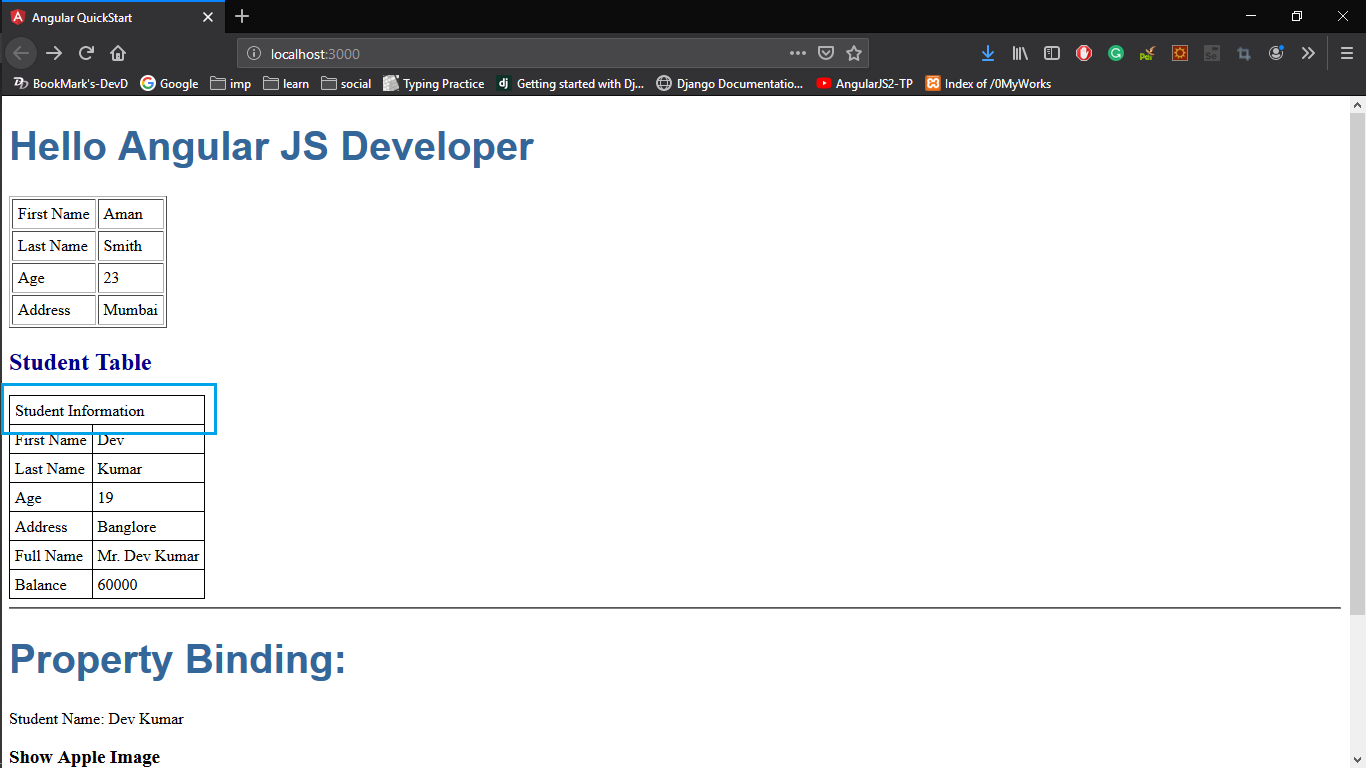 Angular QuickStart
localhost:3000
BookMark's-DevD Google imp learn social Typing Practice Getting started with Dj... Django Documentatio... AngularJS2-TP Index of /0MyWorks
Hello Angular JS Developer
First Name Aman
Last Name Smith
Age 23
Address Mumbai
Student Table
Student Information
First Name Dev
Last Name Kumar
Age 19
Address Banglore
Full Name Mr. Dev Kumar
Balance 60000
Property Binding:
Student Name: Dev Kumar
Show Apple Image